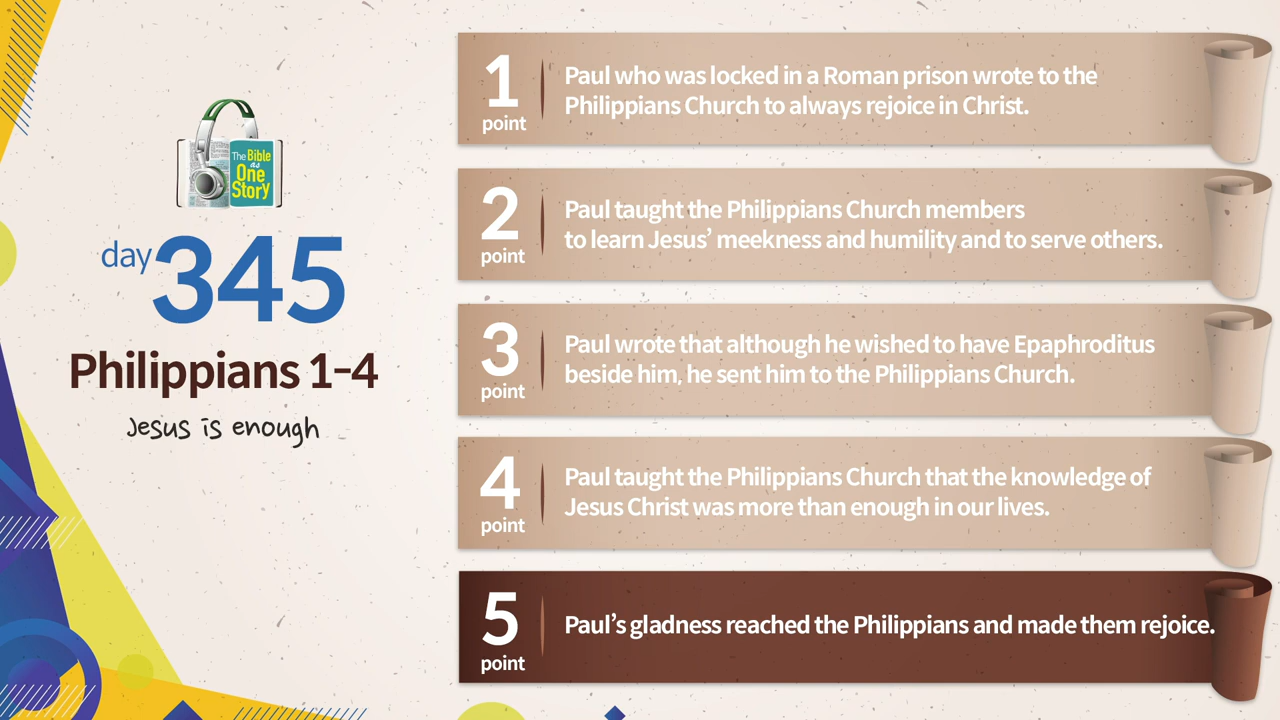 The Bible
as
One
Story
day 345
Philippians 1-4
Jesus is enough
1
point
Paul who was locked in a Roman prison wrote to the
Philippians Church to always rejoice in Christ.
2
point
Paul taught the Philippians Church members
to learn Jesus' meekness and humility and to serve others.
3
point
Paul wrote that although he wished to have Epaphroditus
beside him, he sent him to the Philippians Church.
4
point
Paul taught the Philippians Church that the knowledge of
Jesus Christ was more than enough in our lives.
5
point
Paul's gladness reached the Philippians and made them rejoice.